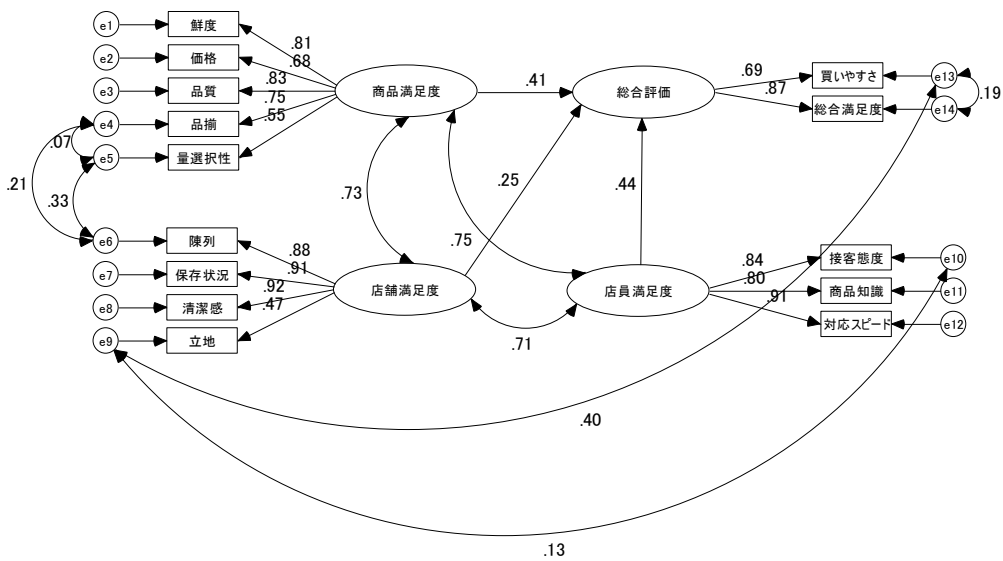 e1
鮮度
e2
価格
e3
品質
e4
品揃
e5
量選択性
.81
.68
.83
.75
.55
商品満足度
.41
総合評価
.69
.87
買いやすさ
e13
総合満足度
e14
.19
.07
.21
.33
.73
.75
.25
.44
e6
陳列
e7
保存状況
e8
清潔感
e9
立地
.88
.91
.92
.47
店舗満足度
店員満足度
.71
.84
.80
.91
接客態度
e10
商品知識
e11
対応スピード
e12
.40
.13